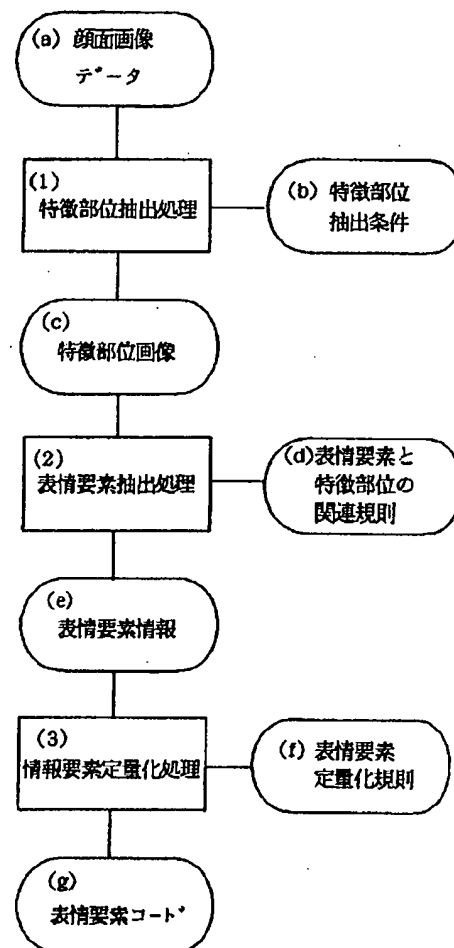 (a) 顔面画像
データ
(1)
特徴部位抽出処理
(b) 特徴部位
抽出条件
(c)
特徴部位画像
(2)
表情要素抽出処理
(d)表情要素と
特徴部位の
関連規則
(e)
表情要素情報
(3)
情報要素定量化処理
(f) 表情要素
定量化規則
(g)
表情要素コード